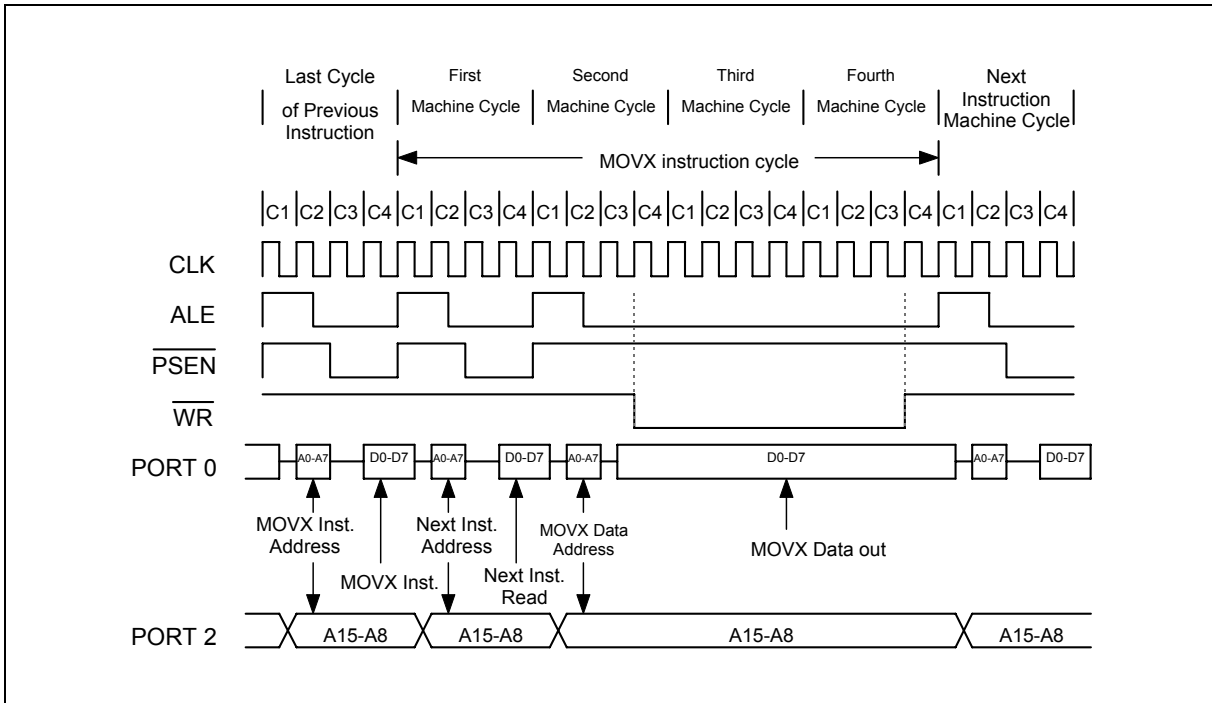 Last Cycle
of Previous
Instruction
First
Machine Cycle
Second
Machine Cycle
Third
Machine Cycle
Fourth
Machine Cycle
Next
Instruction
Machine Cycle
MOVX instruction cycle
C1 C2 C3 C4 C1 C2 C3 C4 C1 C2 C3 C4 C1 C2 C3 C4 C1 C2 C3 C4 C1 C2 C3 C4
CLK
ALE
PSEN
WR
PORT 0
A0-A7 D0-D7 A0-A7 D0-D7 A0-A7 D0-D7 A0-A7 D0-D7
MOVX Inst.
Address
MOVX Inst.
Next Inst.
Address
Next Inst.
Read
MOVX Data
Address
MOVX Data out
PORT 2
A15-A8 A15-A8 A15-A8 A15-A8